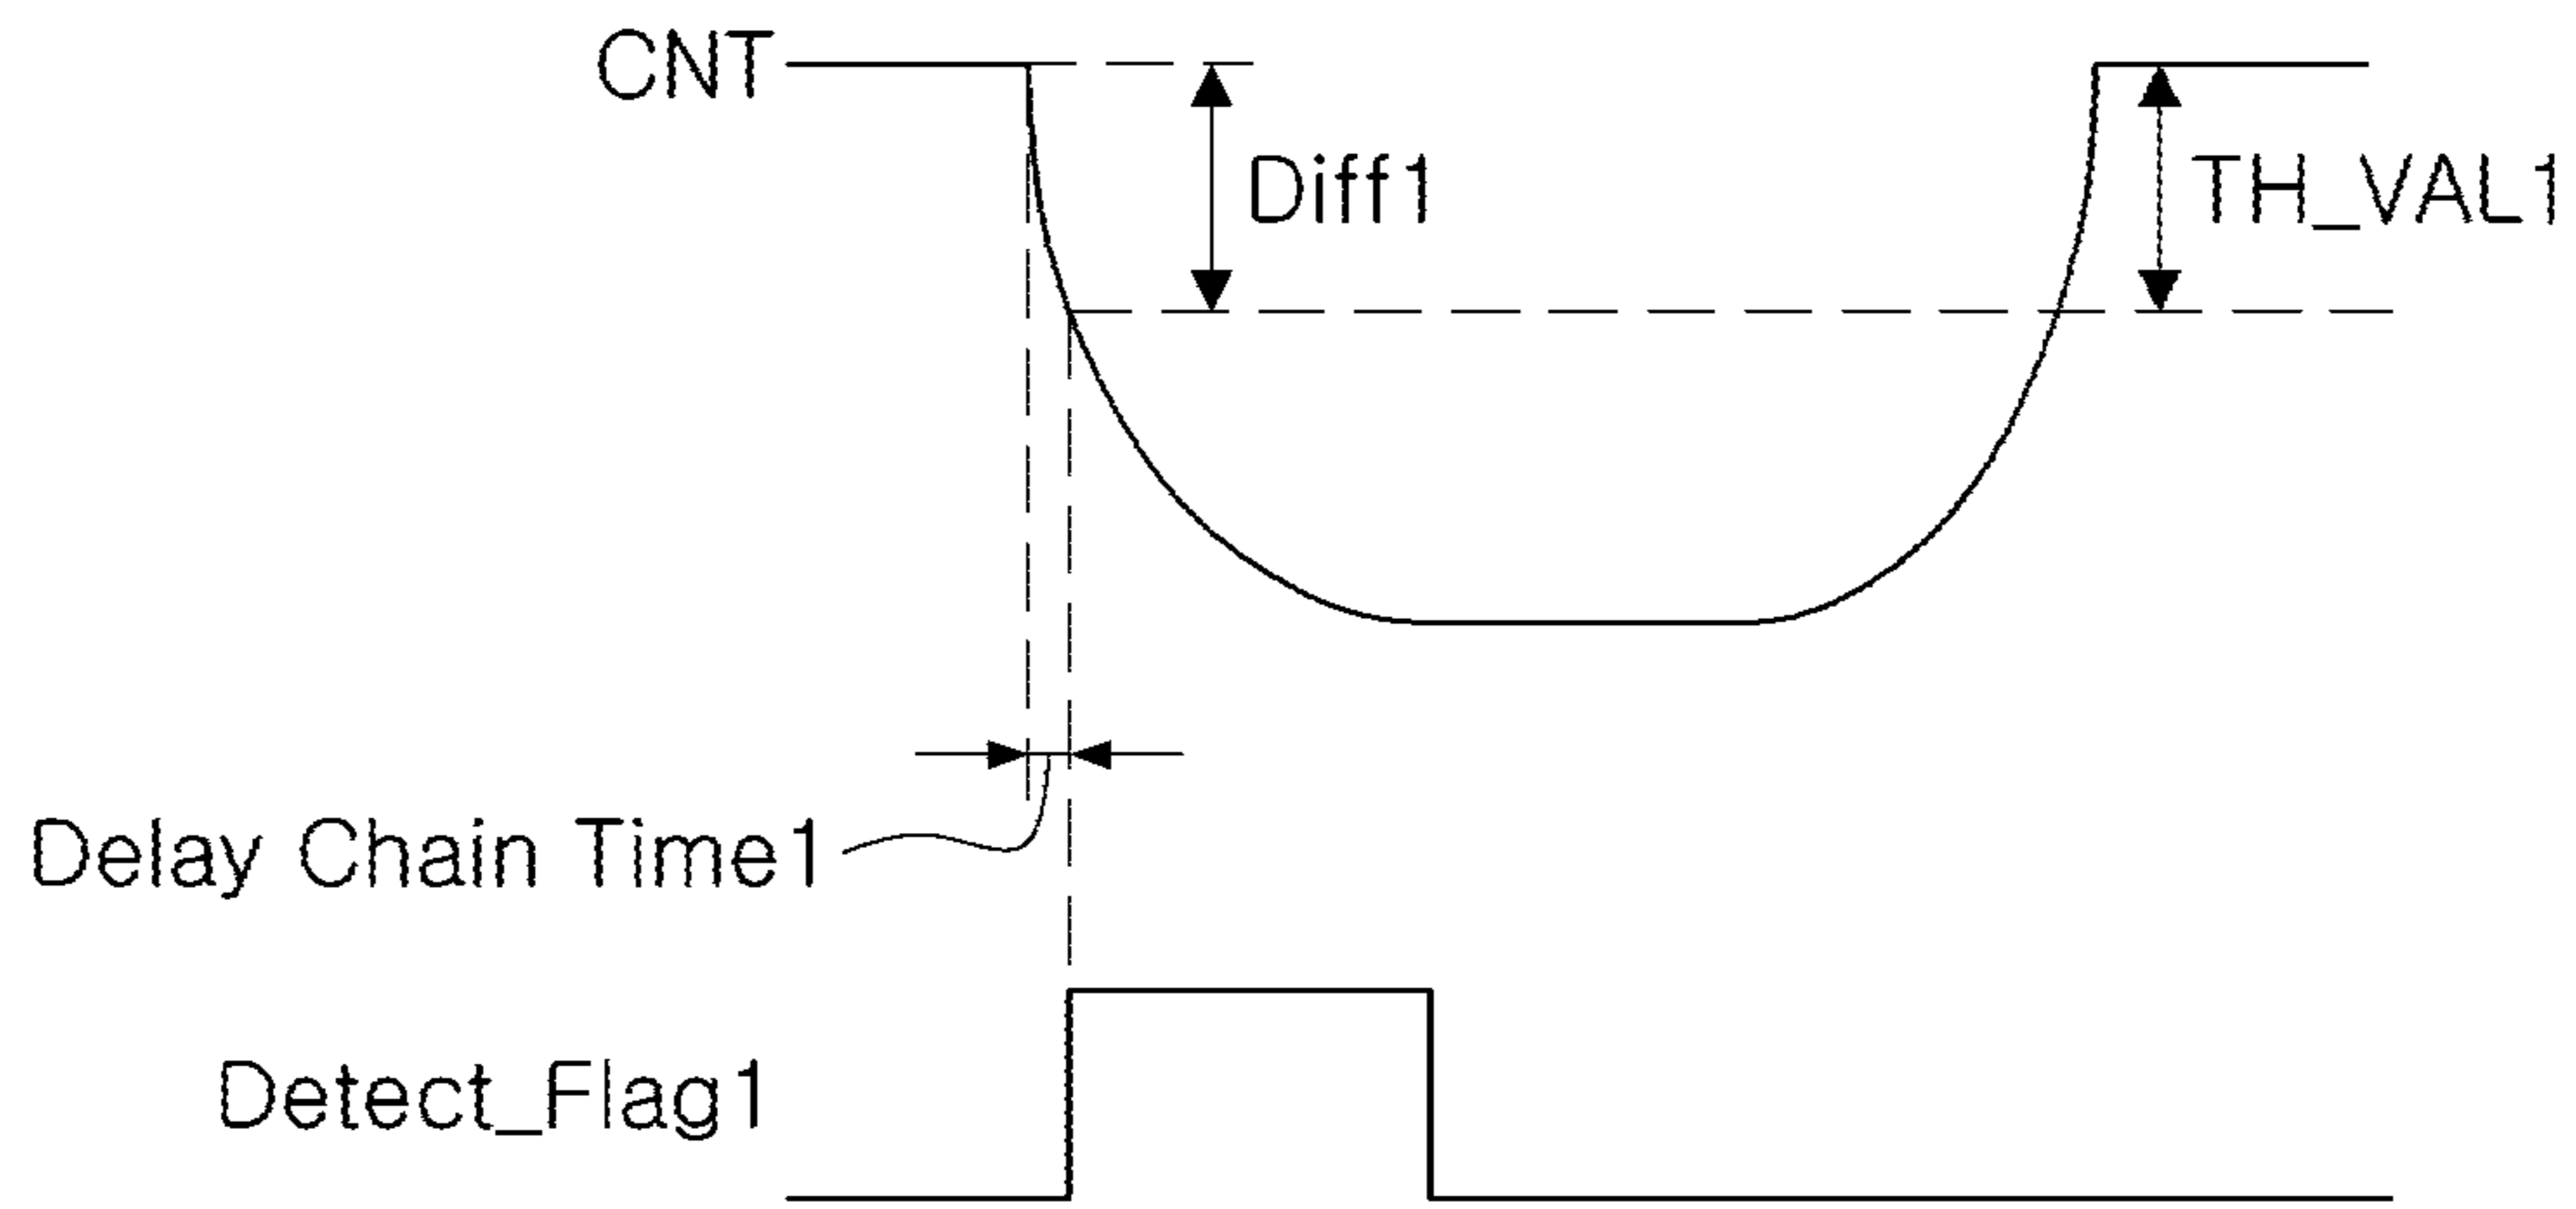 CNT
Diff1
TH_VAL1
Delay Chain Time1
Detect_Flag1